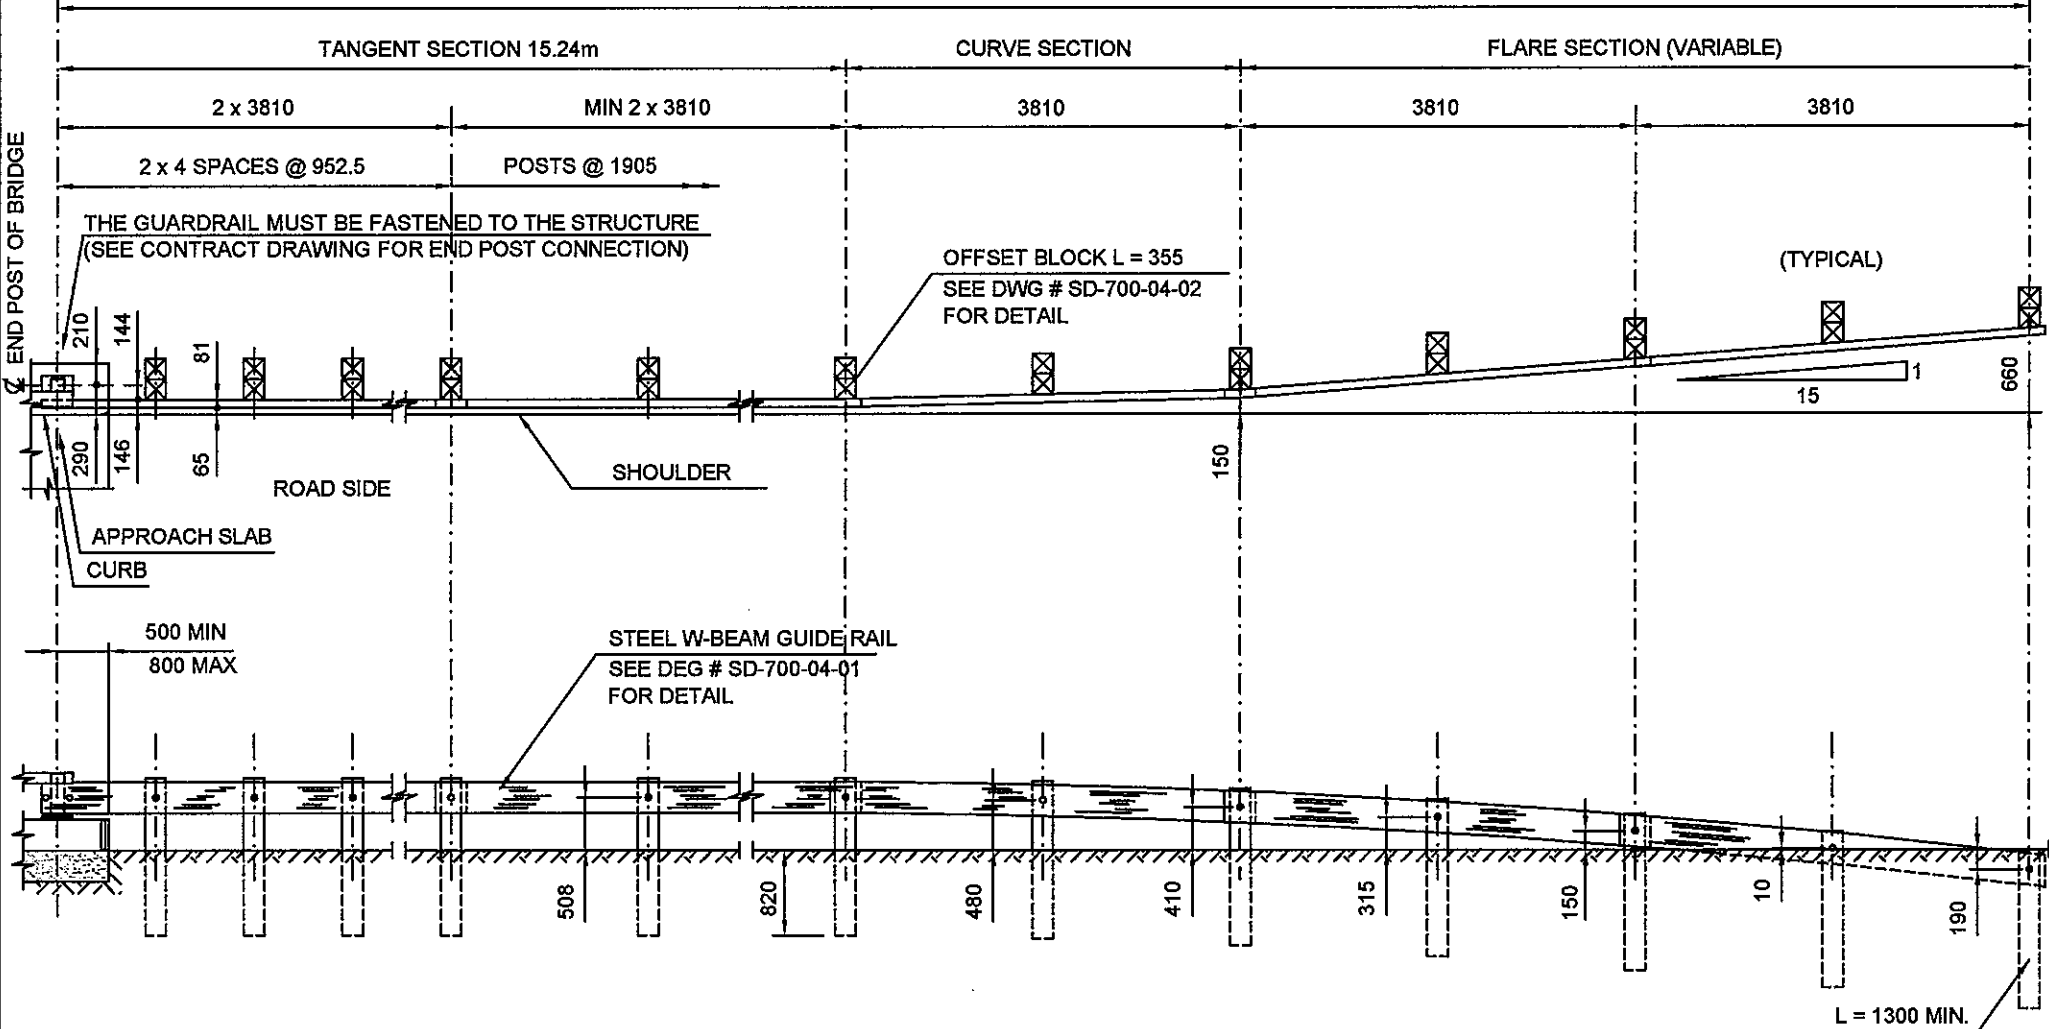 TANGENT SECTION 15.24m
CURVE SECTION
FLARE SECTION (VARIABLE)
2 x 3810
MIN 2 x 3810
3810
3810
3810
2 x 4 SPACES @ 952.5
POSTS @ 1905
℄ END POST OF BRIDGE
THE GUARDRAIL MUST BE FASTENED TO THE STRUCTURE
(SEE CONTRACT DRAWING FOR END POST CONNECTION)
OFFSET BLOCK L = 355
SEE DWG # SD-700-04-02
FOR DETAIL
(TYPICAL)
210
144
81
290
146
65
1
15
660
150
ROAD SIDE
SHOULDER
APPROACH SLAB
CURB
500 MIN
800 MAX
STEEL W-BEAM GUIDE RAIL
SEE DEG # SD-700-04-01
FOR DETAIL
508
820
480
410
315
150
10
190
L = 1300 MIN.